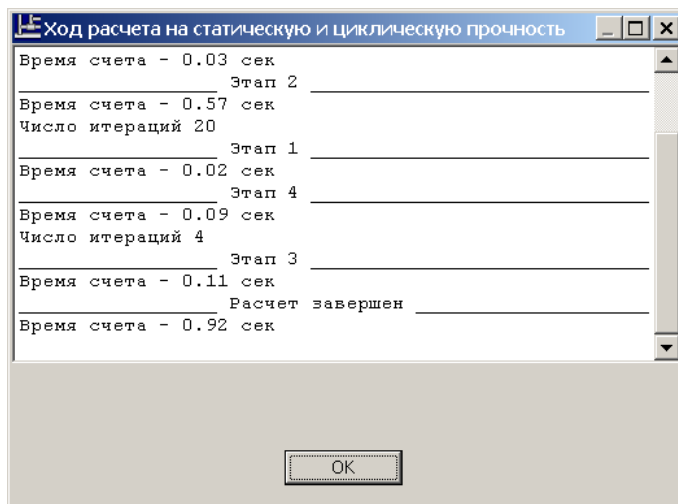 Ход расчета на статическую и циклическую прочность
Время счета - 0.03 сек
Этап 2
Время счета - 0.57 сек
Число итераций 20
Этап 1
Время счета - 0.02 сек
Этап 4
Время счета - 0.09 сек
Число итераций 4
Этап 3
Время счета - 0.11 сек
Расчет завершен
Время счета - 0.92 сек
OK